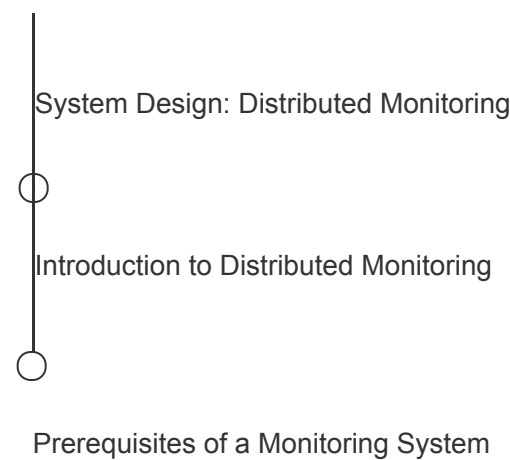 System Design: Distributed Monitoring
Introduction to Distributed Monitoring
Prerequisites of a Monitoring System